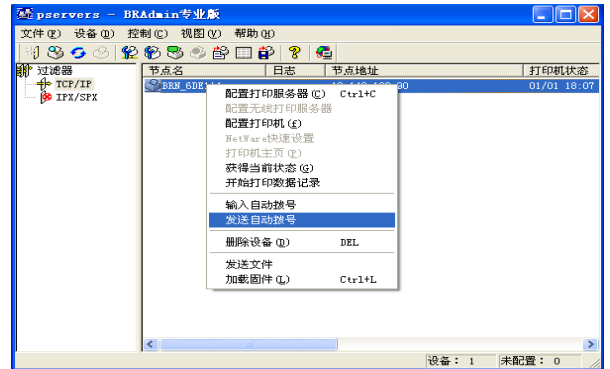 pservers - BRAdmin专业版
文件(F) 设备(D) 控制(C) 视图(V) 帮助(H)
过滤器
TCP/IP
IPX/SPX
节点名 日志 节点地址 打印机状态
01/01 18:07
配置打印服务器(C) Ctrl+C
配置无线打印服务器
配置打印机(f)
NetWare快速设置
打印机主页(P)
获得当前状态(G)
开始打印数据记录
输入自动拨号
发送自动拨号
删除设备(D) DEL
发送文件
加载固件(L) Ctrl+L
设备： 1 未配置： 0